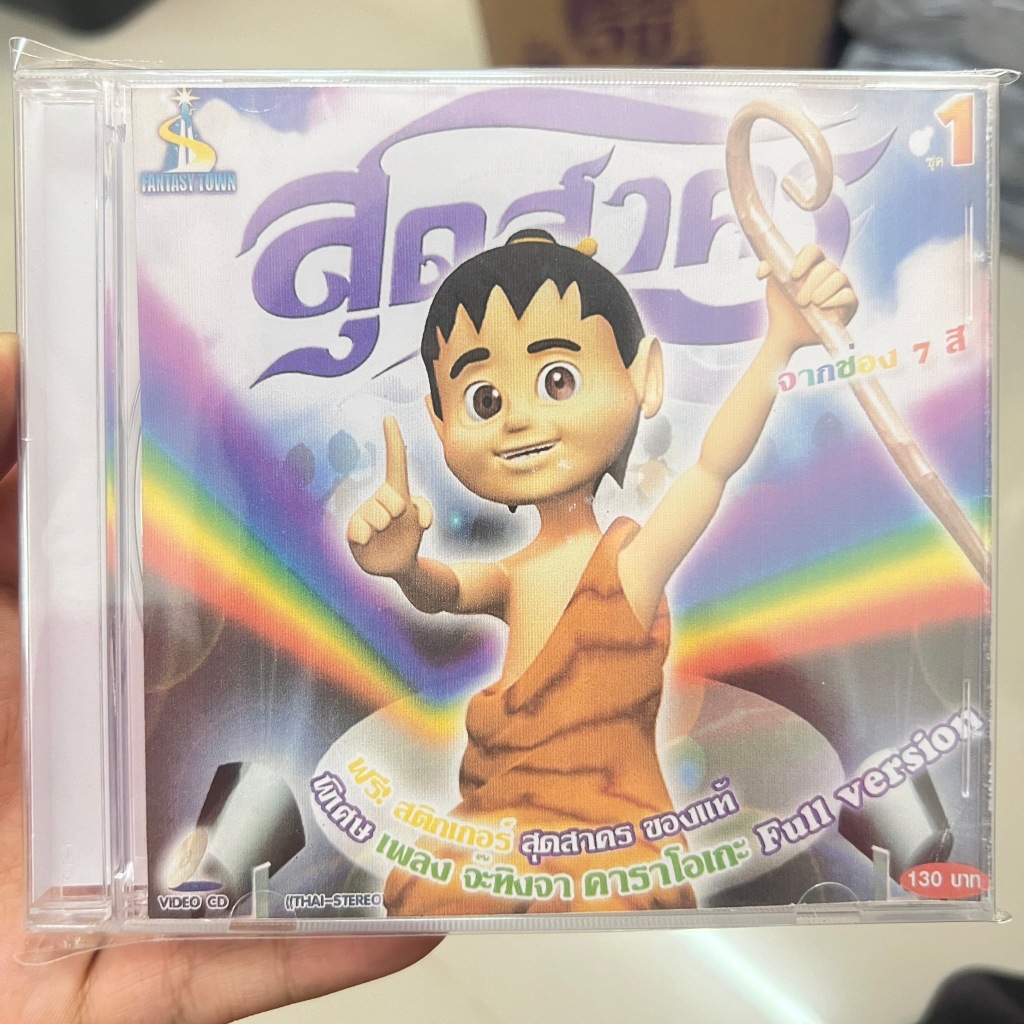 FANTASY TOWN
สุดสาคร
ชุด 1
จากช่อง 7 สี
ฟรี! สติกเกอร์ สุดสาคร ของแท้
พิเศษ เพลง จ๊ะทิงจา คาราโอเกะ Full version
130 บาท
VIDEO CD
((THAI-STEREO